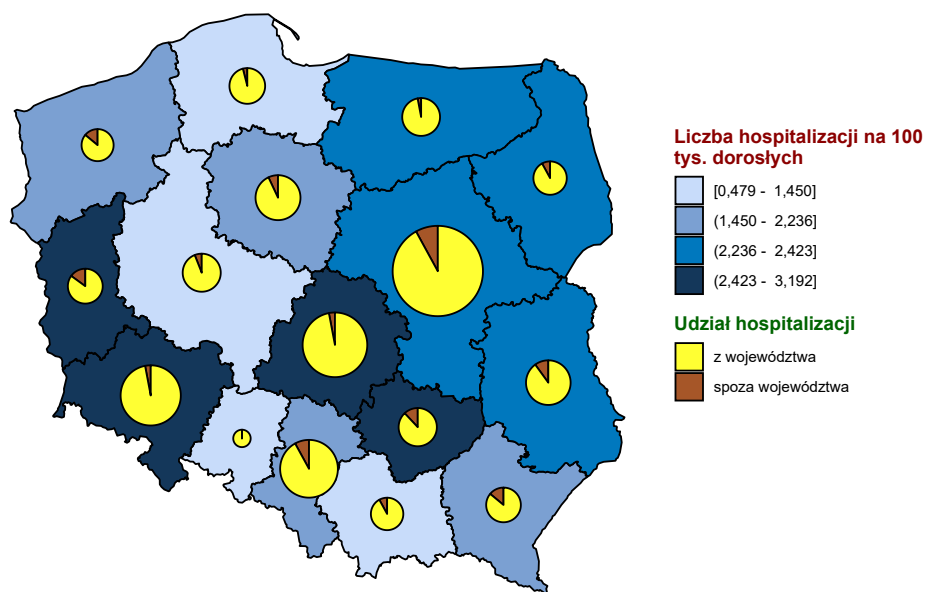 Liczba hospitalizacji na 100
tys. dorosłych
[0,479 - 1,450]
(1,450 - 2,236]
(2,236 - 2,423]
(2,423 - 3,192]
Udział hospitalizacji
z województwa
spoza województwa